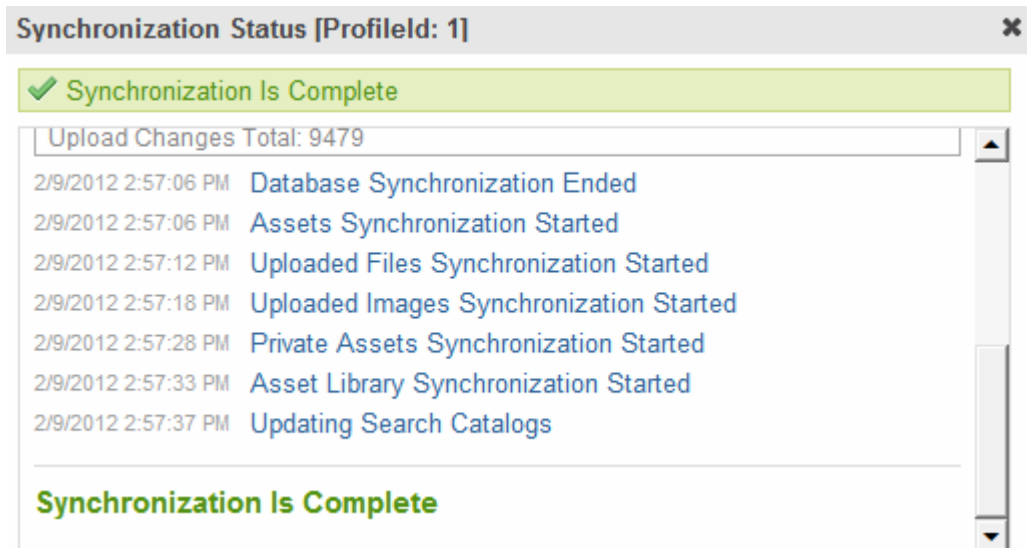 Synchronization Status [ProfileId: 1]
Synchronization Is Complete
Upload Changes Total: 9479
2/9/2012 2:57:06 PM Database Synchronization Ended
2/9/2012 2:57:06 PM Assets Synchronization Started
2/9/2012 2:57:12 PM Uploaded Files Synchronization Started
2/9/2012 2:57:18 PM Uploaded Images Synchronization Started
2/9/2012 2:57:28 PM Private Assets Synchronization Started
2/9/2012 2:57:33 PM Asset Library Synchronization Started
2/9/2012 2:57:37 PM Updating Search Catalogs
Synchronization Is Complete